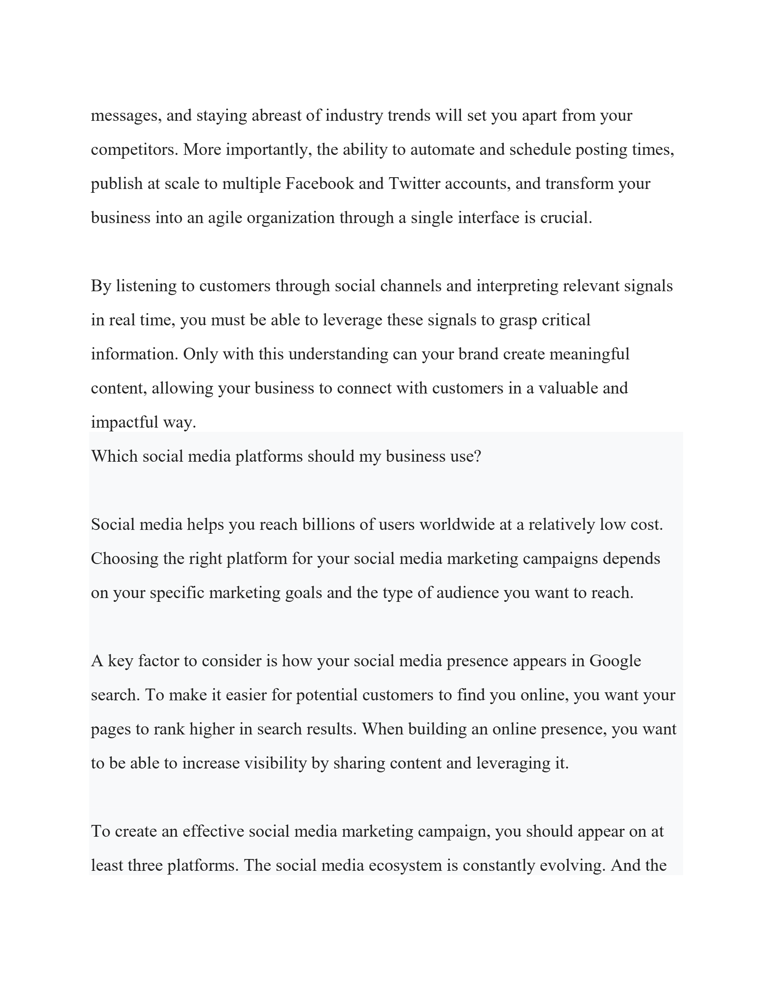 messages, and staying abreast of industry trends will set you apart from your
competitors. More importantly, the ability to automate and schedule posting times,
publish at scale to multiple Facebook and Twitter accounts, and transform your
business into an agile organization through a single interface is crucial.
By listening to customers through social channels and interpreting relevant signals
in real time, you must be able to leverage these signals to grasp critical
information. Only with this understanding can your brand create meaningful
content, allowing your business to connect with customers in a valuable and
impactful way.
Which social media platforms should my business use?
Social media helps you reach billions of users worldwide at a relatively low cost.
Choosing the right platform for your social media marketing campaigns depends
on your specific marketing goals and the type of audience you want to reach.
A key factor to consider is how your social media presence appears in Google
search. To make it easier for potential customers to find you online, you want your
pages to rank higher in search results. When building an online presence, you want
to be able to increase visibility by sharing content and leveraging it.
To create an effective social media marketing campaign, you should appear on at
least three platforms. The social media ecosystem is constantly evolving. And the